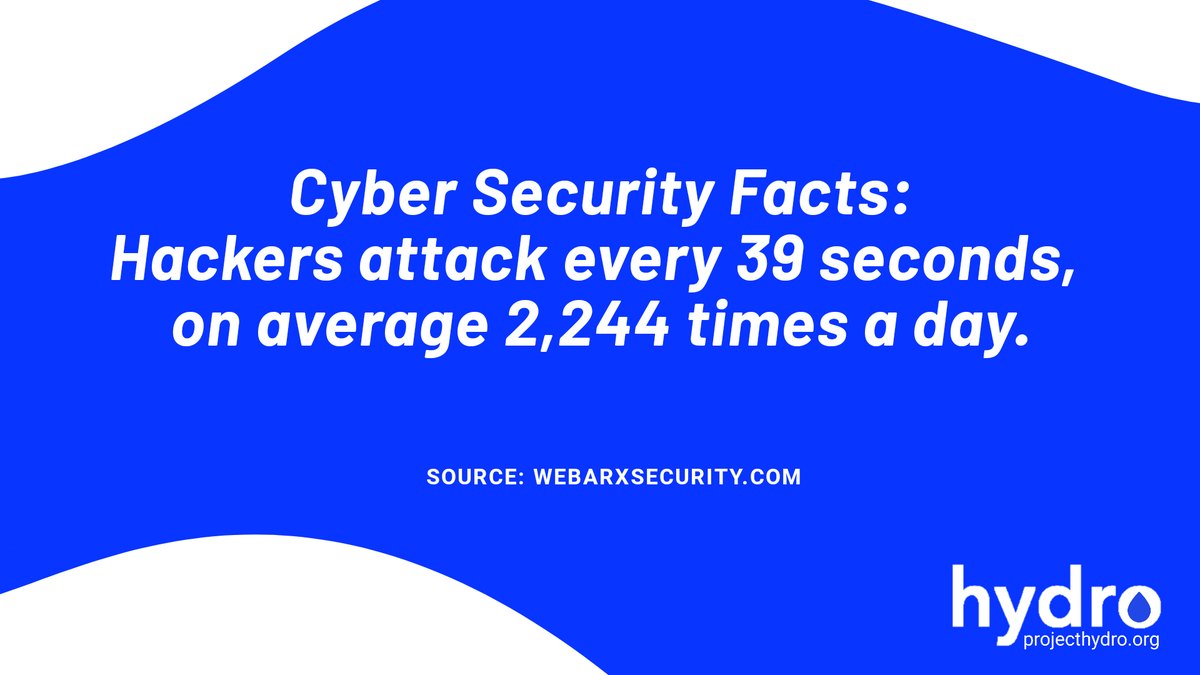 Cyber Security Facts:
Hackers attack every 39 seconds,
on average 2,244 times a day.
SOURCE: WEBARXSECURITY.COM
hydro
projecthydro.org